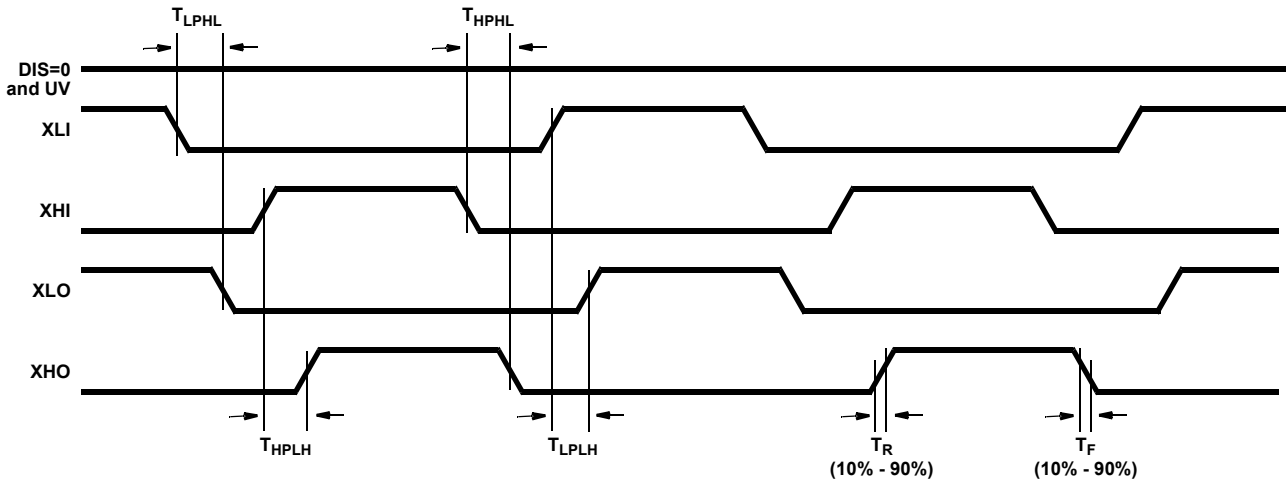 TLPHL
THPHL
DIS=0
and UV
XLI
XHI
XLO
XHO
THPLH
TLPLH
TR
(10% - 90%)
TF
(10% - 90%)